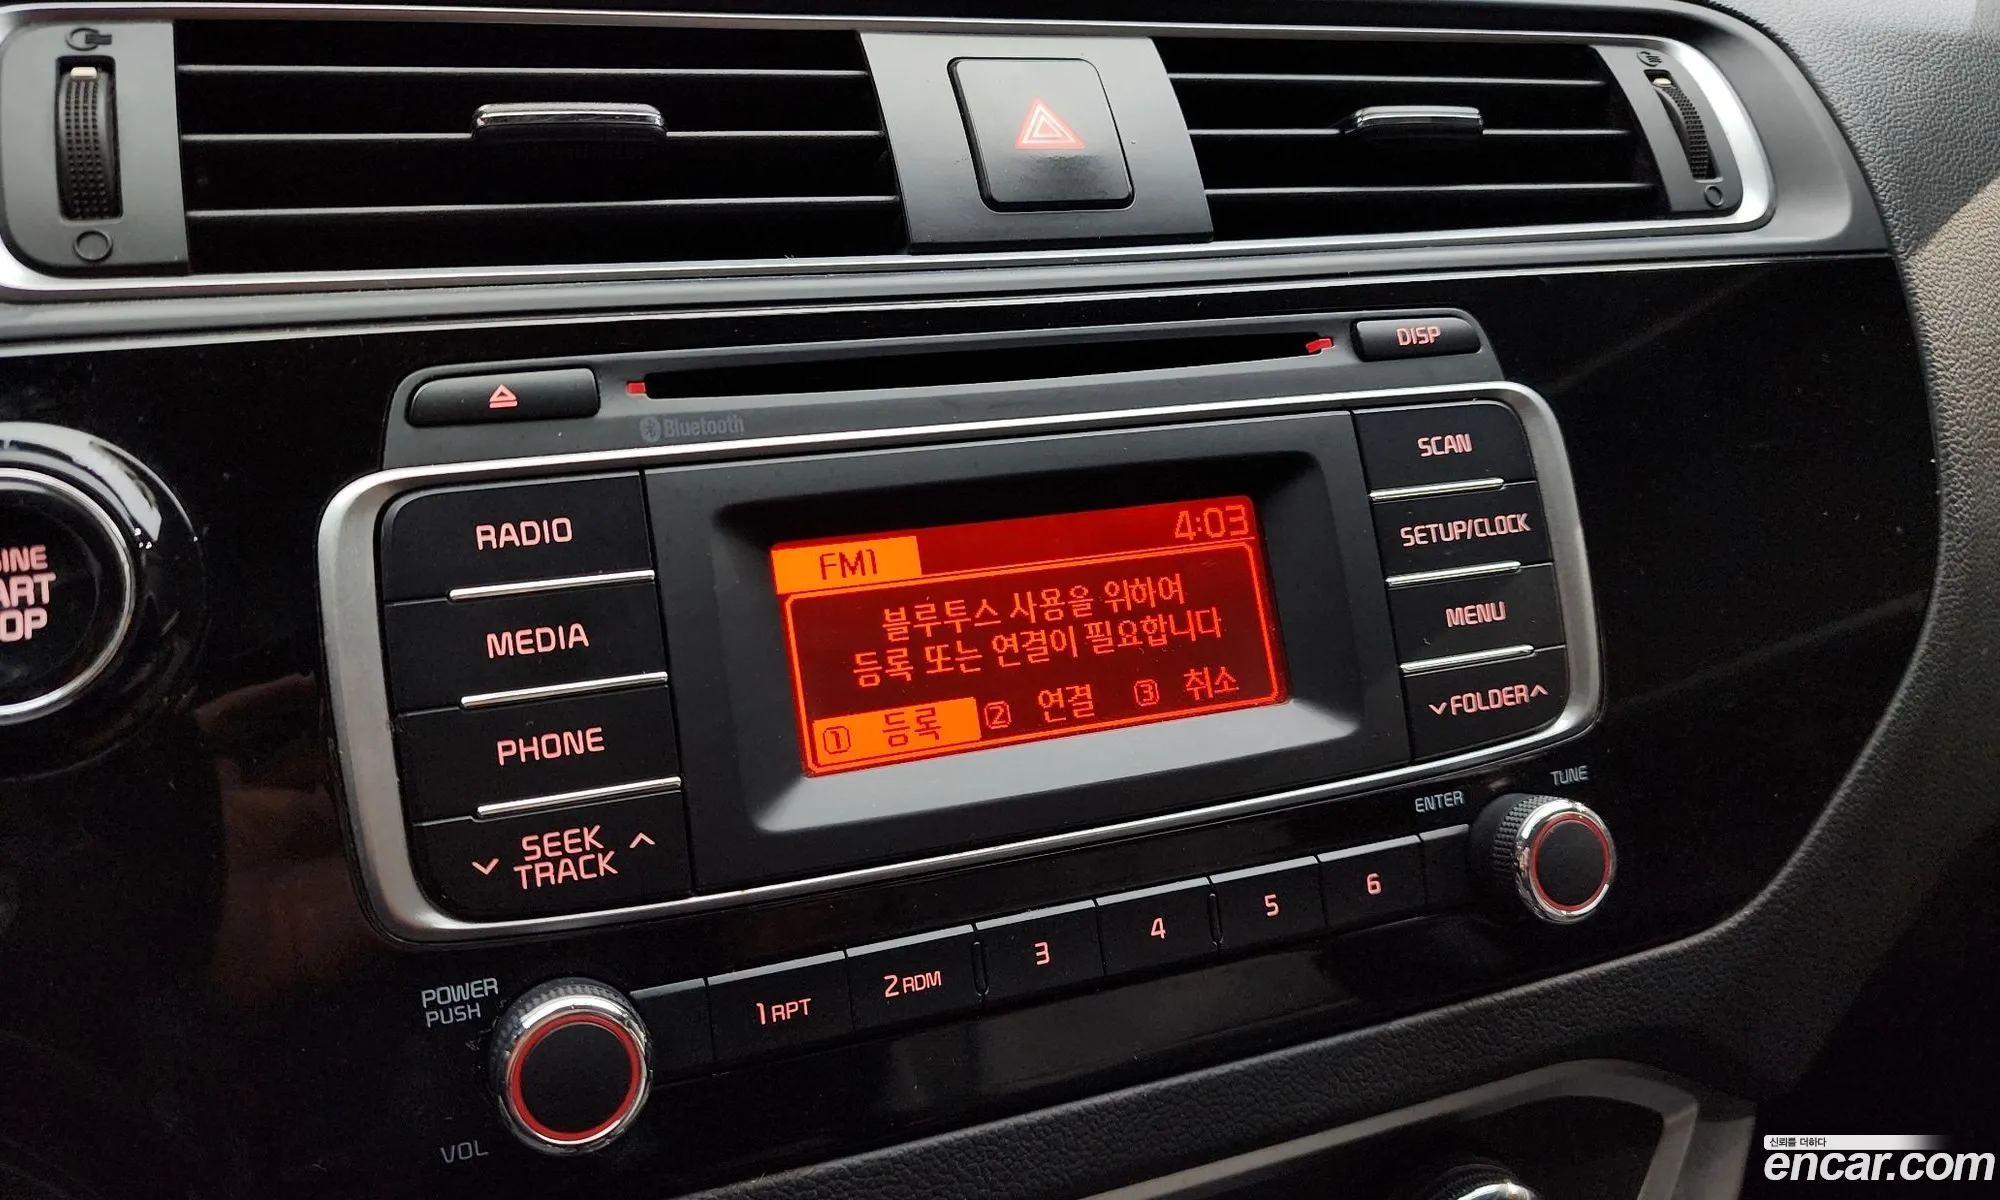 DISP
Bluetooth
SCAN
RADIO
SETUP/CLOCK
4:03
FM1
블루투스 사용을 위하여
등록 또는 연결이 필요합니다
1 등록 2 연결 3 취소
MEDIA
MENU
PHONE
FOLDER
SEEK
TRACK
START
TUNE
ENTER
POWER
PUSH
1 RPT
2 RDM
3
4
5
6
VOL
신뢰를 더하다
encar.com